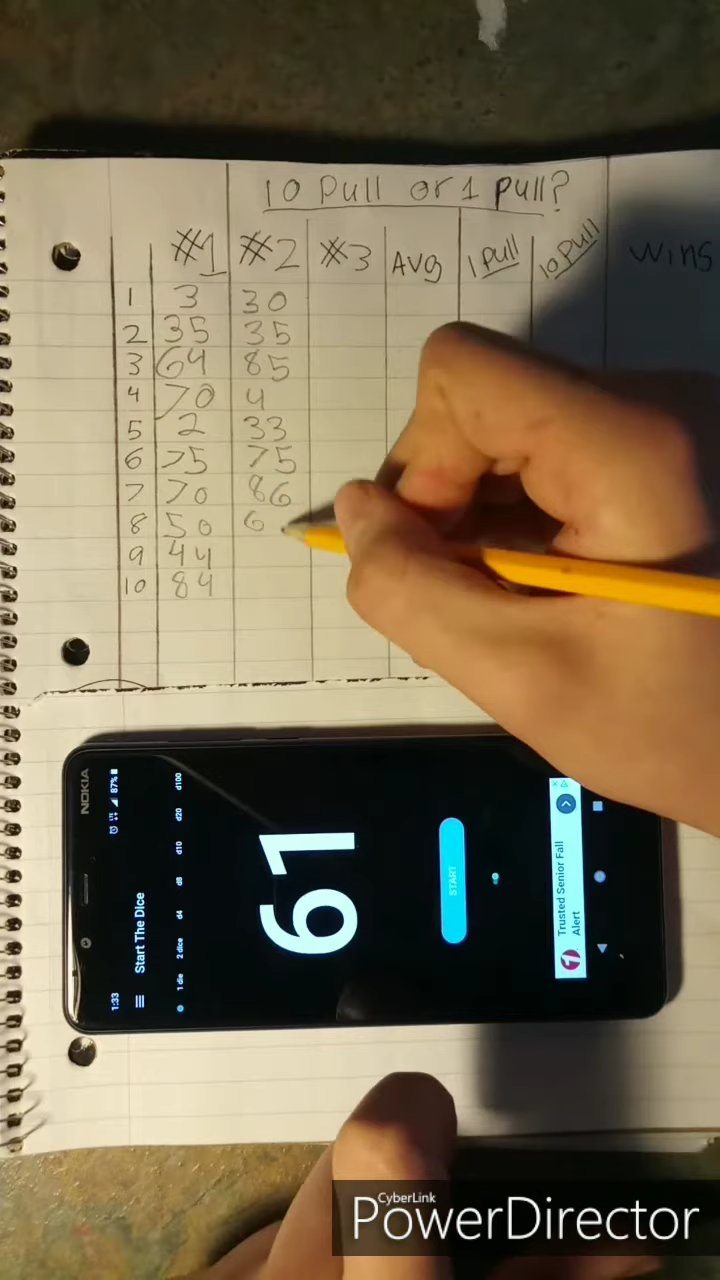 10 Pull or 1 pull?
#1 #2 #3 Avg 1 Pull 10 Pull Wins
1 3 30
2 35 35
3 64 85
4 70 4
5 2 33
6 75 75
7 70 86
8 50 6
9 44
10 84
NOKIA
1:33 87%
Start The Dice
1 die 2 dice d4 d8 d10 d20 d100
61
START
Trusted Senior Fall
Alert
CyberLink
PowerDirector